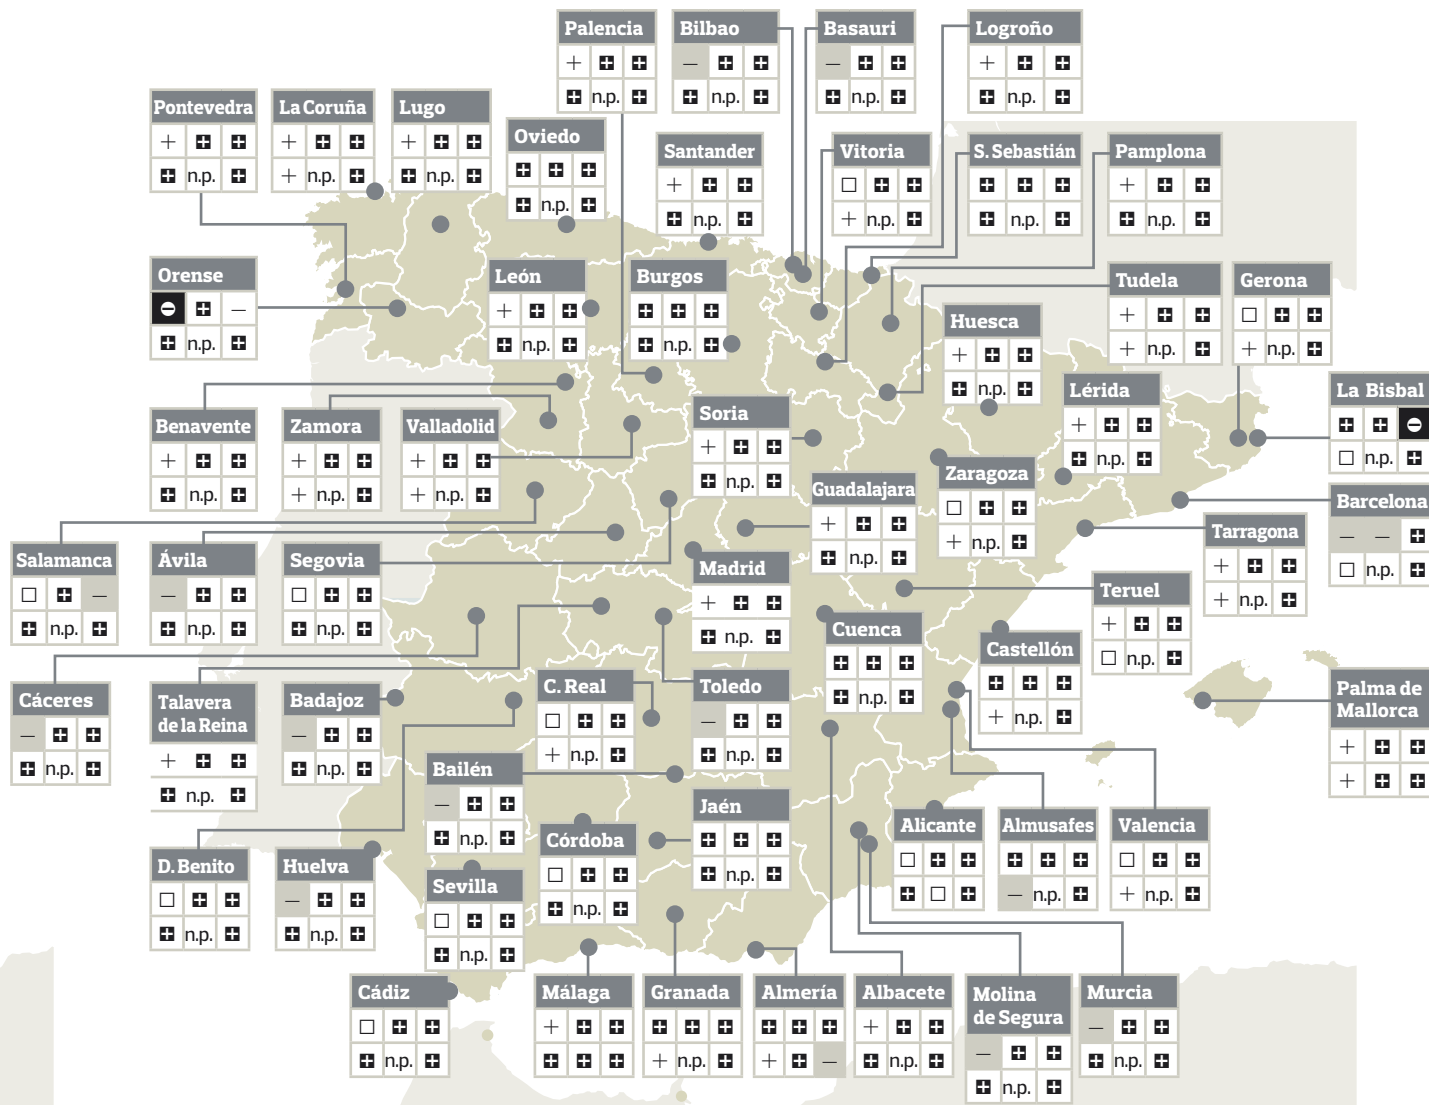 Palencia
+ ⊞ ⊞
⊞ n.p. ⊞
Bilbao
— ⊞ ⊞
⊞ n.p. ⊞
Basauri
— ⊞ ⊞
⊞ n.p. ⊞
Logroño
+ ⊞ ⊞
⊞ n.p. ⊞
Pontevedra
+ ⊞ ⊞
⊞ n.p. ⊞
La Coruña
+ ⊞ ⊞
+ n.p. ⊞
Lugo
+ ⊞ ⊞
⊞ n.p. ⊞
Oviedo
⊞ ⊞ ⊞
⊞ n.p. ⊞
Santander
+ ⊞ ⊞
⊞ n.p. ⊞
Vitoria
□ ⊞ ⊞
+ n.p. ⊞
S. Sebastián
⊞ ⊞ ⊞
⊞ n.p. ⊞
Pamplona
+ ⊞ ⊞
⊞ n.p. ⊞
Orense
⊖ ⊞ —
⊞ n.p. ⊞
León
+ ⊞ ⊞
⊞ n.p. ⊞
Burgos
⊞ ⊞ ⊞
⊞ n.p. ⊞
Huesca
+ ⊞ ⊞
⊞ n.p. ⊞
Tudela
+ ⊞ ⊞
+ n.p. ⊞
Gerona
□ ⊞ ⊞
+ n.p. ⊞
Benavente
+ ⊞ ⊞
⊞ n.p. ⊞
Zamora
+ ⊞ ⊞
+ n.p. ⊞
Valladolid
+ ⊞ ⊞
+ n.p. ⊞
Soria
+ ⊞ ⊞
⊞ n.p. ⊞
Lérida
+ ⊞ ⊞
⊞ n.p. ⊞
La Bisbal
⊞ ⊞ ⊖
□ n.p. ⊞
Guadalajara
+ ⊞ ⊞
⊞ n.p. ⊞
Zaragoza
□ ⊞ ⊞
+ n.p. ⊞
Barcelona
— — ⊞
□ n.p. ⊞
Tarragona
+ ⊞ ⊞
+ n.p. ⊞
Salamanca
□ ⊞ —
⊞ n.p. ⊞
Ávila
— ⊞ ⊞
⊞ n.p. ⊞
Segovia
□ ⊞ ⊞
⊞ n.p. ⊞
Madrid
+ ⊞ ⊞
⊞ n.p. ⊞
Teruel
+ ⊞ ⊞
□ n.p. ⊞
Cuenca
⊞ ⊞ ⊞
⊞ n.p. ⊞
Castellón
⊞ ⊞ ⊞
+ n.p. ⊞
Cáceres
— ⊞ ⊞
⊞ n.p. ⊞
Talavera
de la Reina
+ ⊞ ⊞
⊞ n.p. ⊞
Badajoz
— ⊞ ⊞
⊞ n.p. ⊞
C. Real
□ ⊞ ⊞
+ n.p. ⊞
Toledo
— ⊞ ⊞
⊞ n.p. ⊞
Palma de
Mallorca
+ ⊞ ⊞
+ ⊞ ⊞
Bailén
— ⊞ ⊞
⊞ n.p. ⊞
Jaén
⊞ ⊞ ⊞
⊞ n.p. ⊞
Alicante
□ ⊞ ⊞
⊞ □ ⊞
Almusafes
⊞ ⊞ ⊞
— n.p. ⊞
Valencia
□ ⊞ ⊞
+ n.p. ⊞
D. Benito
□ ⊞ ⊞
⊞ n.p. ⊞
Huelva
— ⊞ ⊞
⊞ n.p. ⊞
Sevilla
□ ⊞ ⊞
⊞ n.p. ⊞
Córdoba
□ ⊞ ⊞
⊞ n.p. ⊞
Cádiz
□ ⊞ ⊞
⊞ n.p. ⊞
Málaga
+ ⊞ ⊞
⊞ ⊞ ⊞
Granada
⊞ ⊞ ⊞
+ n.p. ⊞
Almería
⊞ ⊞ ⊞
+ ⊞ —
Albacete
+ ⊞ ⊞
⊞ n.p. ⊞
Molina
de Segura
— ⊞ ⊞
⊞ n.p. ⊞
Murcia
— ⊞ ⊞
⊞ n.p. ⊞